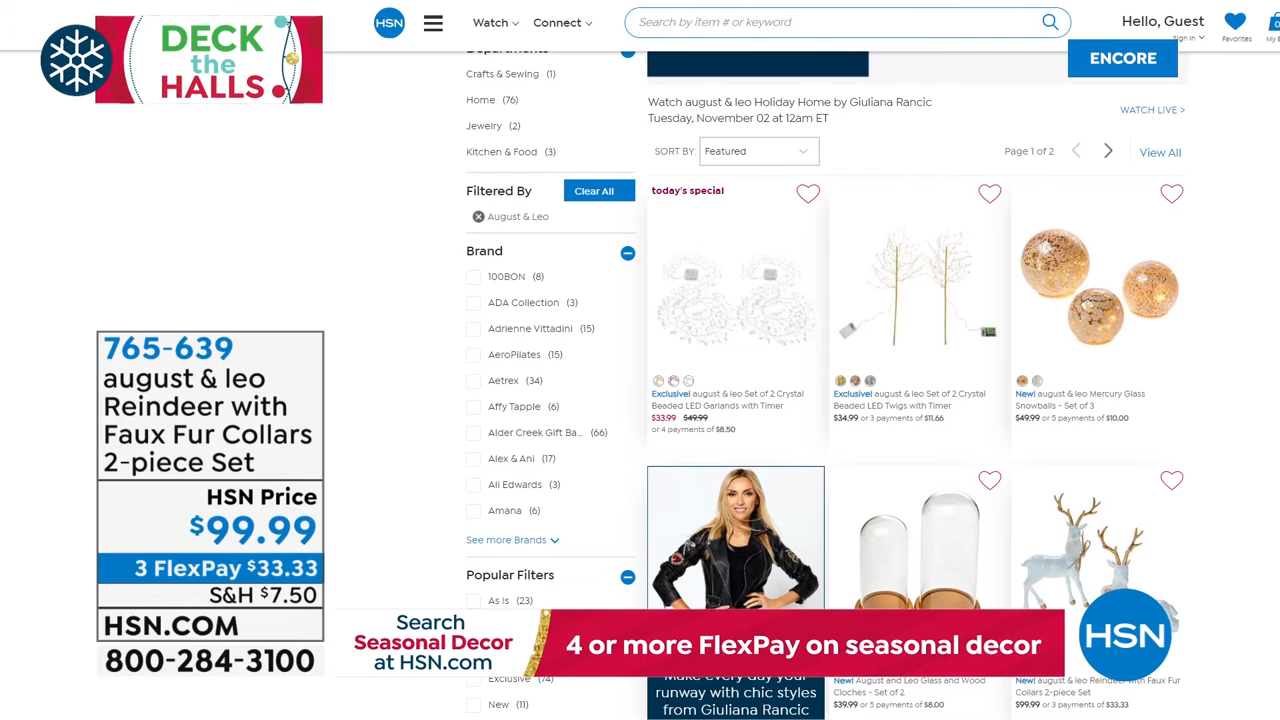 DECK
the
HALLS
HSN
Watch
Connect
Search by item # or keyword
Hello, Guest
Sign In
Favorites
ENCORE
Crafts & Sewing (1)
Home (76)
Jewelry (2)
Kitchen & Food (3)
Filtered By
Clear All
August & Leo
Brand
100BON (8)
ADA Collection (3)
Adrienne Vittadini (15)
AeroPilates (15)
Aetrex (34)
Affy Tapple (6)
Alder Creek Gift Ba... (66)
Alex & Ani (17)
Ali Edwards (3)
Amana (6)
See more Brands
Popular Filters
As Is (23)
Exclusive (74)
New (11)
Watch august & leo Holiday Home by Giuliana Rancic
Tuesday, November 02 at 12am ET
WATCH LIVE >
SORT BY: Featured
Page 1 of 2
View All
today's special
Exclusive! august & leo Set of 2 Crystal
Beaded LED Garlands with Timer
$33.99 $49.99
or 4 payments of $8.50
Exclusive! august & leo Set of 2 Crystal
Beaded LED Twigs with Timer
$34.99 or 3 payments of $11.66
New! august & leo Mercury Glass
Snowballs - Set of 3
$49.99 or 5 payments of $10.00
Make every day your
runway with chic styles
from Giuliana Rancic
New! August and Leo Glass and Wood
Cloches - Set of 2
$39.99 or 5 payments of $8.00
New! august & leo Reindeer with Faux Fur
Collars 2-piece Set
$99.99 or 3 payments of $33.33
765-639
august & leo
Reindeer with
Faux Fur Collars
2-piece Set
HSN Price
$99.99
3 FlexPay $33.33
S&H $7.50
HSN.COM
800-284-3100
Search
Seasonal Decor
at HSN.com
4 or more FlexPay on seasonal decor
HSN